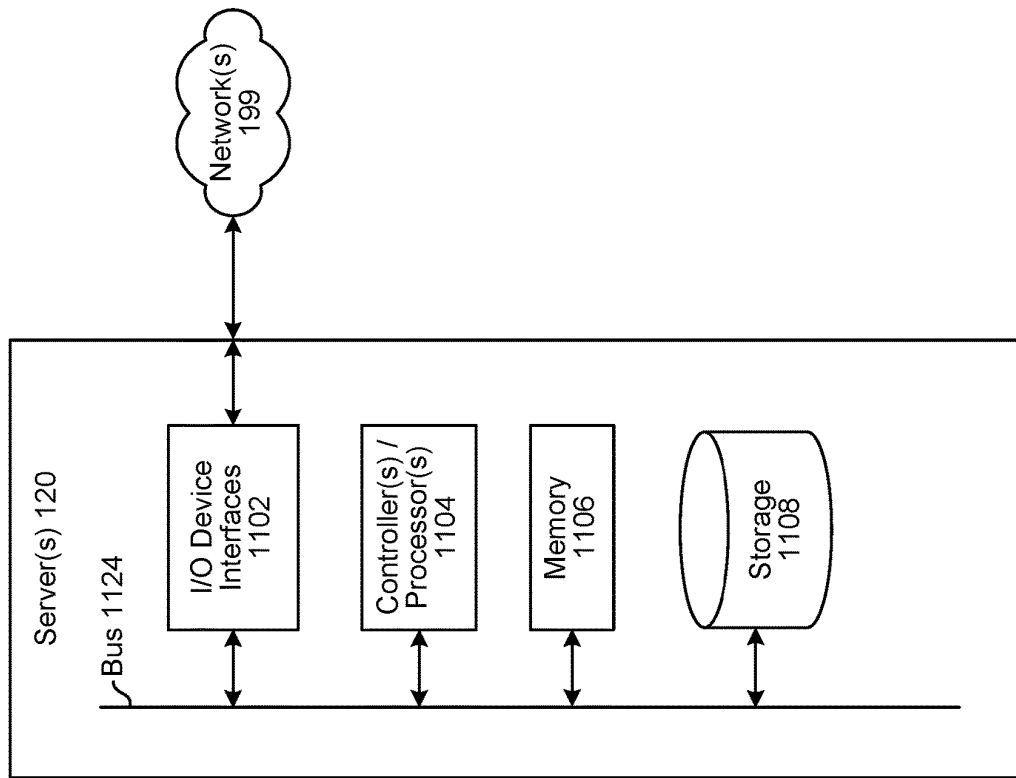 Server(s) 120
Bus 1124
I/O Device
Interfaces
1102
Controller(s) /
Processor(s)
1104
Memory
1106
Storage
1108
Network(s)
199